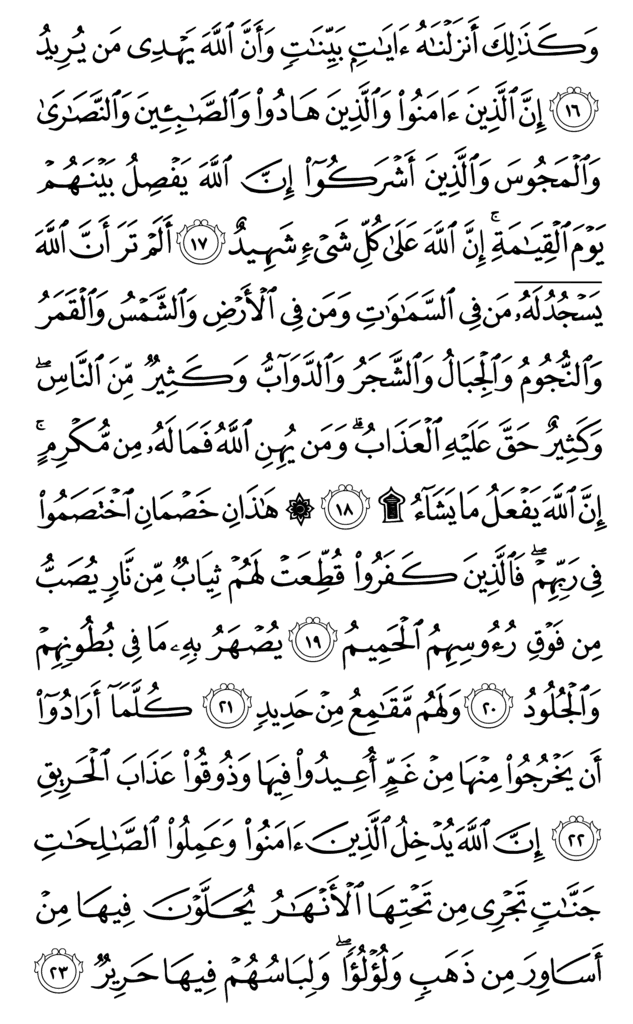 وَكَذَٰلِكَ أَنزَلْنَـٰهُ ءَايَـٰتٍۭ بَيِّنَـٰتٍ وَأَنَّ ٱللَّهَ يَهْدِى مَن يُرِيدُ
١٦ إِنَّ ٱلَّذِينَ ءَامَنُوا۟ وَٱلَّذِينَ هَادُوا۟ وَٱلصَّـٰبِـِٔينَ وَٱلنَّصَـٰرَىٰ
وَٱلْمَجُوسَ وَٱلَّذِينَ أَشْرَكُوٓا۟ إِنَّ ٱللَّهَ يَفْصِلُ بَيْنَهُمْ
يَوْمَ ٱلْقِيَـٰمَةِ ۚ إِنَّ ٱللَّهَ عَلَىٰ كُلِّ شَىْءٍ شَهِيدٌ ١٧ أَلَمْ تَرَ أَنَّ ٱللَّهَ
يَسْجُدُ لَهُۥ مَن فِى ٱلسَّمَـٰوَٰتِ وَمَن فِى ٱلْأَرْضِ وَٱلشَّمْسُ وَٱلْقَمَرُ
وَٱلنُّجُومُ وَٱلْجِبَالُ وَٱلشَّجَرُ وَٱلدَّوَآبُّ وَكَثِيرٌ مِّنَ ٱلنَّاسِ ۖ
وَكَثِيرٌ حَقَّ عَلَيْهِ ٱلْعَذَابُ ۗ وَمَن يُهِنِ ٱللَّهُ فَمَا لَهُۥ مِن مُّكْرِمٍ ۚ
إِنَّ ٱللَّهَ يَفْعَلُ مَا يَشَآءُ ۩ ١٨ ۞ هَـٰذَانِ خَصْمَانِ ٱخْتَصَمُوا۟
فِى رَبِّهِمْ ۖ فَٱلَّذِينَ كَفَرُوا۟ قُطِّعَتْ لَهُمْ ثِيَابٌ مِّن نَّارٍ يُصَبُّ
مِن فَوْقِ رُءُوسِهِمُ ٱلْحَمِيمُ ١٩ يُصْهَرُ بِهِۦ مَا فِى بُطُونِهِمْ
وَٱلْجُلُودُ ٢٠ وَلَهُم مَّقَـٰمِعُ مِنْ حَدِيدٍ ٢١ كُلَّمَآ أَرَادُوٓا۟
أَن يَخْرُجُوا۟ مِنْهَا مِنْ غَمٍّ أُعِيدُوا۟ فِيهَا وَذُوقُوا۟ عَذَابَ ٱلْحَرِيقِ
٢٢ إِنَّ ٱللَّهَ يُدْخِلُ ٱلَّذِينَ ءَامَنُوا۟ وَعَمِلُوا۟ ٱلصَّـٰلِحَـٰتِ
جَنَّـٰتٍ تَجْرِى مِن تَحْتِهَا ٱلْأَنْهَـٰرُ يُحَلَّوْنَ فِيهَا مِنْ
أَسَاوِرَ مِن ذَهَبٍ وَلُؤْلُؤًا ۖ وَلِبَاسُهُمْ فِيهَا حَرِيرٌ ٢٣